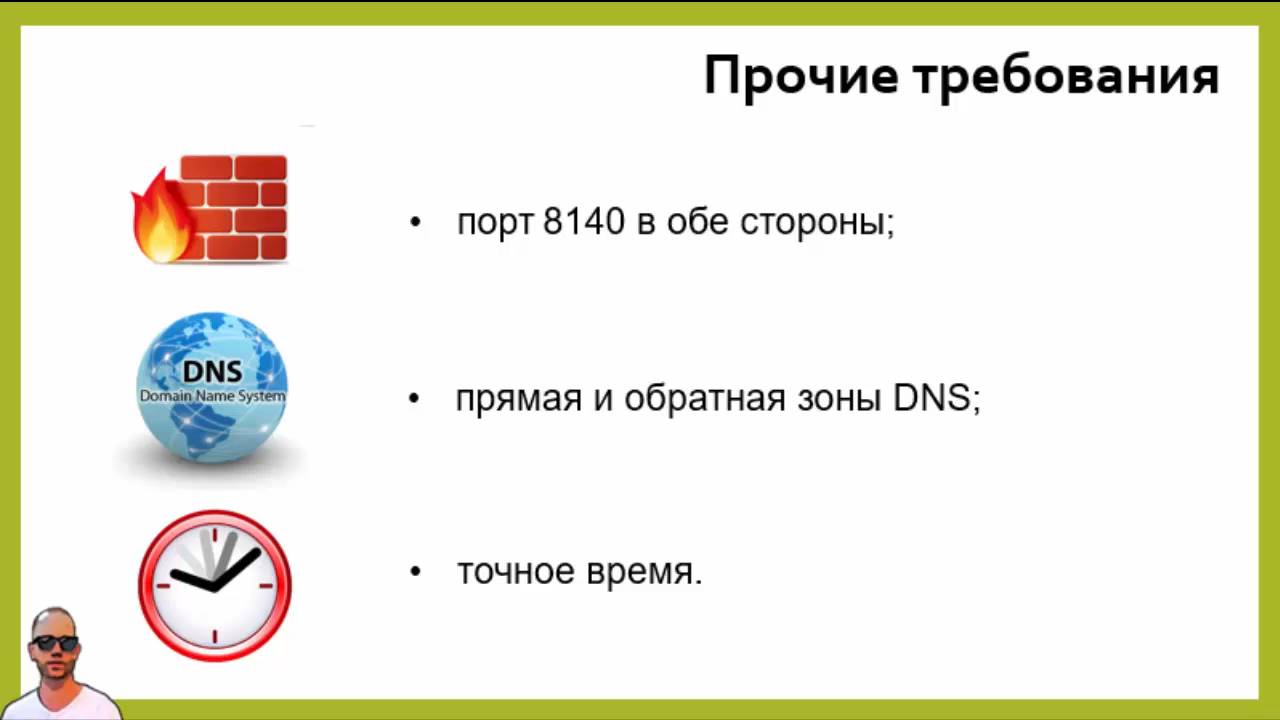 Прочие требования
• порт 8140 в обе стороны;
DNS
Domain Name System
• прямая и обратная зоны DNS;
• точное время.